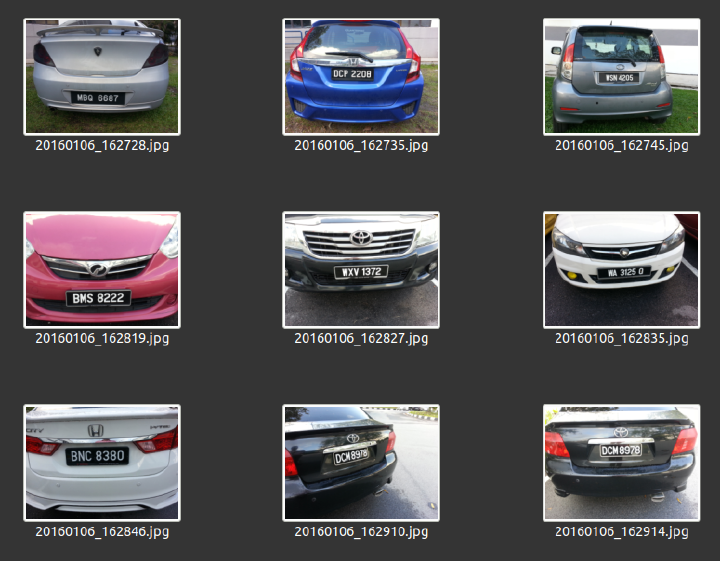 MBQ 6687
DCP 2208
WSN 4205
20160106_162728.jpg
20160106_162735.jpg
20160106_162745.jpg
BMS 8222
WXV 1372
WA 3125 Q
20160106_162819.jpg
20160106_162827.jpg
20160106_162835.jpg
BNC 8380
DCM 8978
DCM 8978
20160106_162846.jpg
20160106_162910.jpg
20160106_162914.jpg